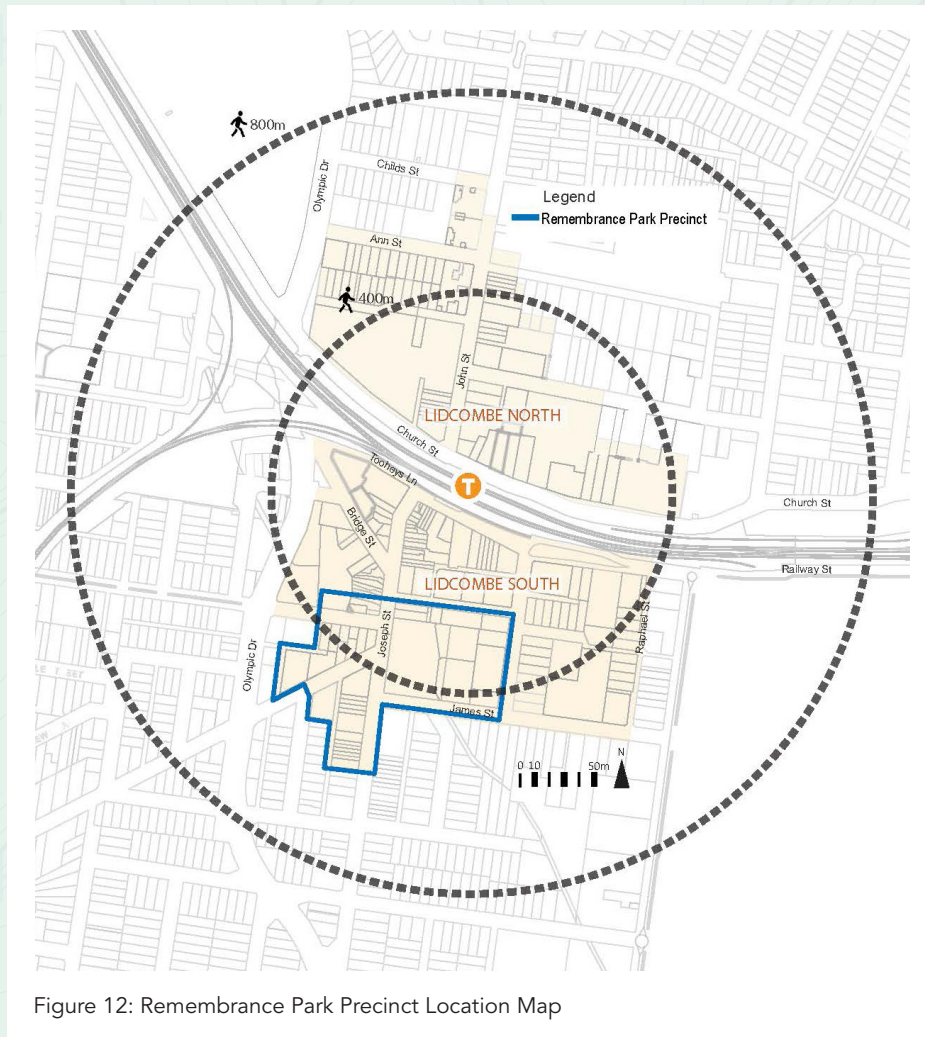 800m
Olympic Dr
Childs St
Legend
Remembrance Park Precinct
Ann St
400m
John St
LIDCOMBE NORTH
Church St
Tooheys Ln
T
Church St
Bridge St
Railway St
LIDCOMBE SOUTH
Joseph St
Raphael St
Olympic Dr
James St
N
0 10 50m
Figure 12: Remembrance Park Precinct Location Map